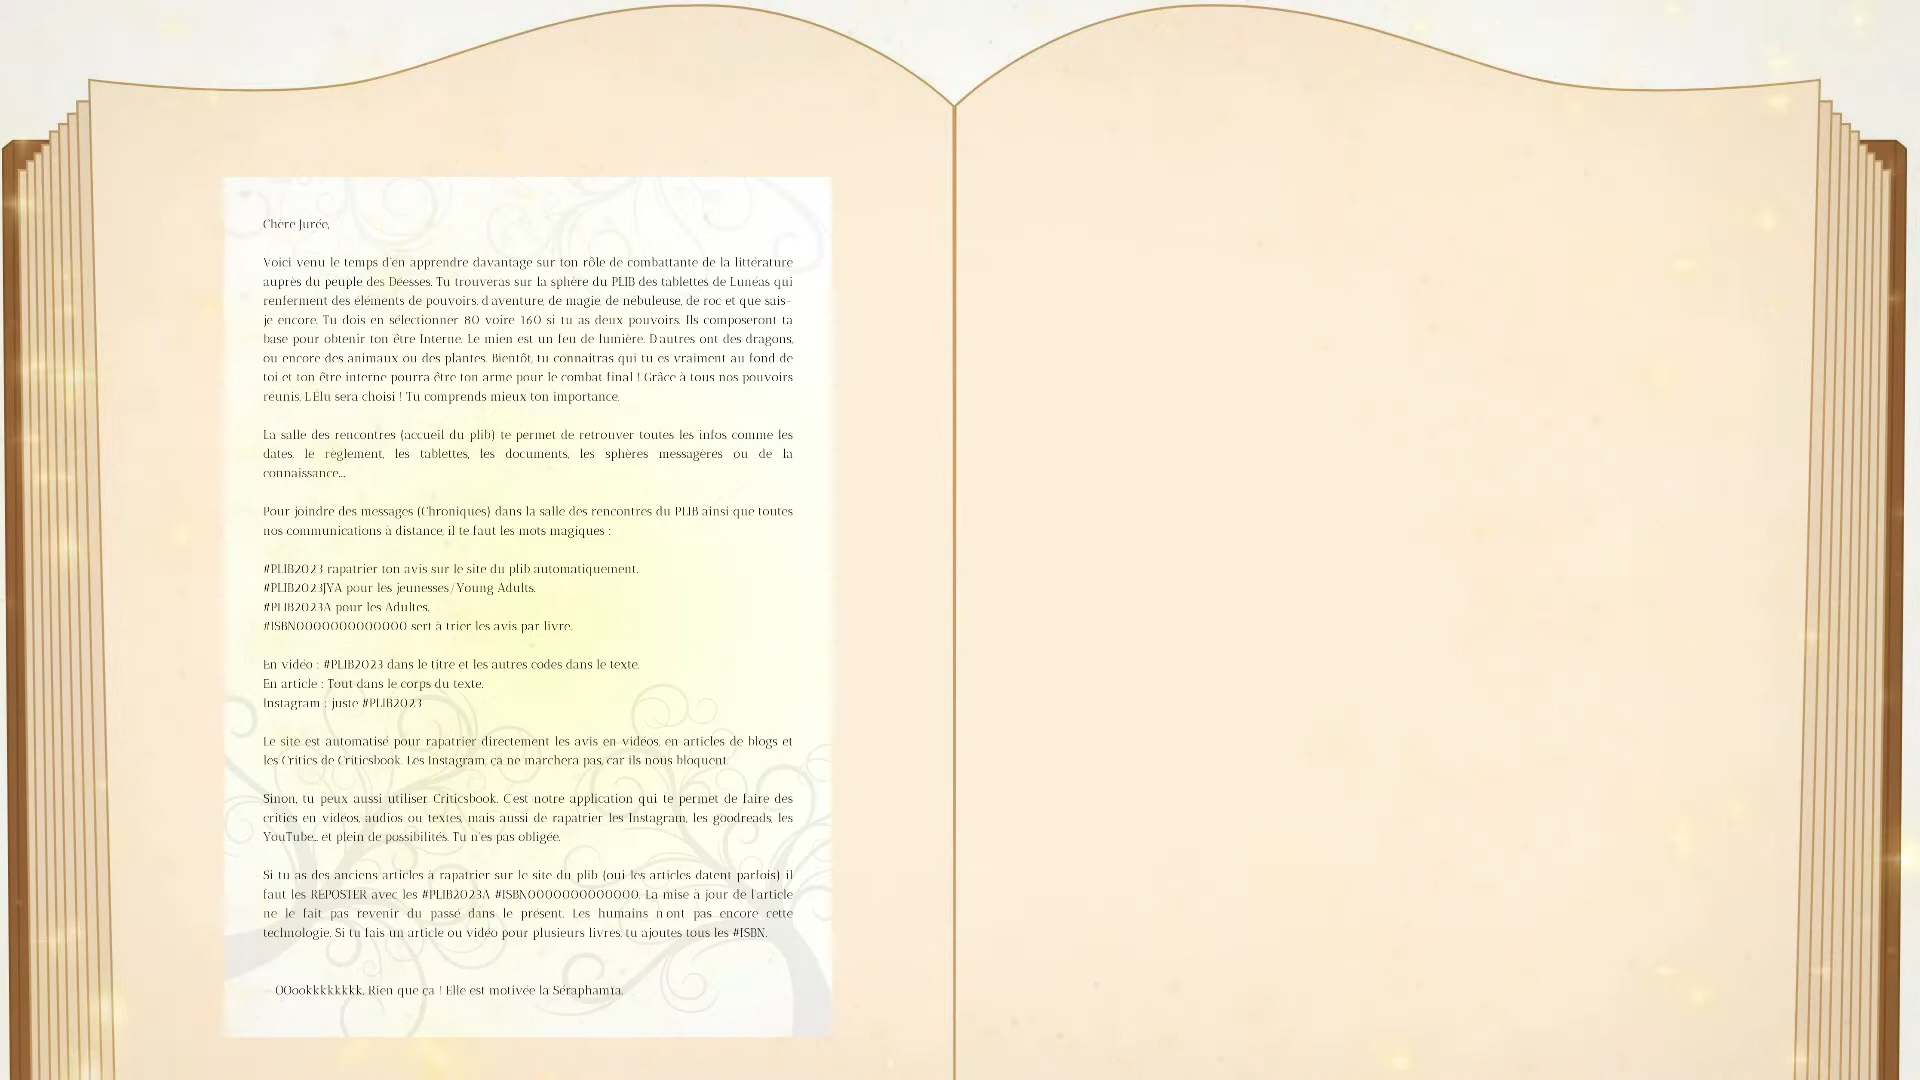 Chère Jurée,
Voici venu le temps d'en apprendre davantage sur ton rôle de combattante de la littérature
auprès du peuple des Déesses. Tu trouveras sur la sphère du PLIB des tablettes de Lunéas qui
renferment des éléments de pouvoirs, d'aventure, de magie, de nébuleuse, de roc et que sais-
je encore. Tu dois en sélectionner 80 voire 160 si tu as deux pouvoirs. Ils composeront ta
base pour obtenir ton être Interne. Le mien est un feu de lumière. D'autres ont des dragons,
ou encore des animaux ou des plantes. Bientôt, tu connaîtras qui tu es vraiment au fond de
toi et ton être interne pourra être ton arme pour le combat final ! Grâce à tous nos pouvoirs
réunis, L'Élu sera choisi ! Tu comprends mieux ton importance.
La salle des rencontres (accueil du plib) te permet de retrouver toutes les infos comme les
dates, le règlement, les tablettes, les documents, les sphères messagères ou de la
connaissance...
Pour joindre des messages (Chroniques) dans la salle des rencontres du PLIB ainsi que toutes
nos communications à distance, il te faut les mots magiques :
#PLIB2023 rapatrier ton avis sur le site du plib automatiquement.
#PLIB2023JYA pour les jeunesses/Young Adults.
#PLIB2023A pour les Adultes.
#ISBN0000000000000 sert à trier les avis par livre.
En vidéo : #PLIB2023 dans le titre et les autres codes dans le texte.
En article : Tout dans le corps du texte.
Instagram : juste #PLIB2023
Le site est automatisé pour rapatrier directement les avis en vidéos, en articles de blogs et
les Critics de Criticsbook. Les Instagram, ça ne marchera pas, car ils nous bloquent.
Sinon, tu peux aussi utiliser Criticsbook. C'est notre application qui te permet de faire des
critics en vidéos, audios ou textes, mais aussi de rapatrier les Instagram, les goodreads, les
YouTube... et plein de possibilités. Tu n'es pas obligée.
Si tu as des anciens articles à rapatrier sur le site du plib (oui les articles datent parfois) il
faut les REPOSTER avec les #PLIB2023A #ISBN0000000000000. La mise à jour de l'article
ne le fait pas revenir du passé dans le présent. Les humains n'ont pas encore cette
technologie. Si tu fais un article ou vidéo pour plusieurs livres, tu ajoutes tous les #ISBN.
– OOookkkkkkkk. Rien que ça ! Elle est motivée la Séraphamia.